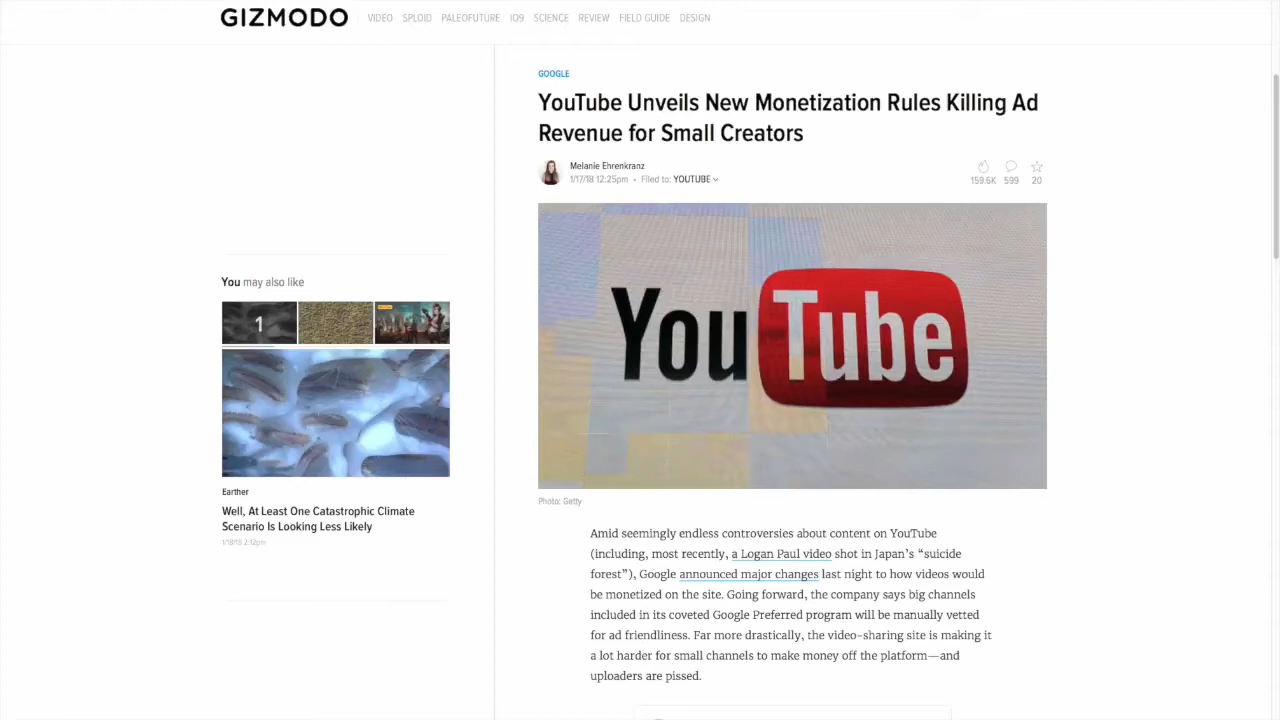 GIZMODO
VIDEO SPLOID PALEOFUTURE IO9 SCIENCE REVIEW FIELD GUIDE DESIGN
GOOGLE
YouTube Unveils New Monetization Rules Killing Ad
Revenue for Small Creators
Melanie Ehrenkranz
1/17/18 12:25pm • Filed to: YOUTUBE
159.6K 599 20
You may also like
1
YouTube
Earther
Well, At Least One Catastrophic Climate
Scenario Is Looking Less Likely
1/18/18 2:12pm
Photo: Getty
Amid seemingly endless controversies about content on YouTube
(including, most recently, a Logan Paul video shot in Japan’s “suicide
forest”), Google announced major changes last night to how videos would
be monetized on the site. Going forward, the company says big channels
included in its coveted Google Preferred program will be manually vetted
for ad friendliness. Far more drastically, the video-sharing site is making it
a lot harder for small channels to make money off the platform—and
uploaders are pissed.